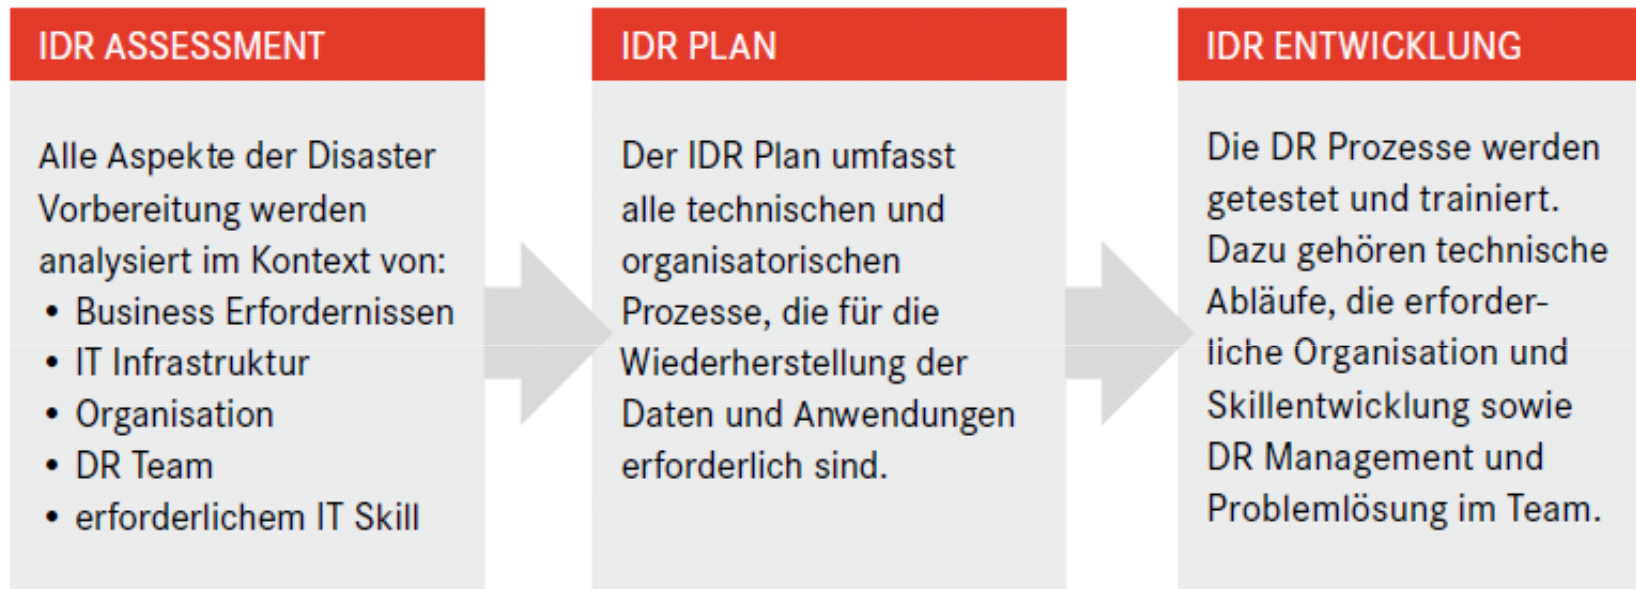 IDR ASSESSMENT
Alle Aspekte der Disaster
Vorbereitung werden
analysiert im Kontext von:
• Business Erfordernissen
• IT Infrastruktur
• Organisation
• DR Team
• erforderlichem IT Skill
IDR PLAN
Der IDR Plan umfasst
alle technischen und
organisatorischen
Prozesse, die für die
Wiederherstellung der
Daten und Anwendungen
erforderlich sind.
IDR ENTWICKLUNG
Die DR Prozesse werden
getestet und trainiert.
Dazu gehören technische
Abläufe, die erforder-
liche Organisation und
Skillentwicklung sowie
DR Management und
Problemlösung im Team.